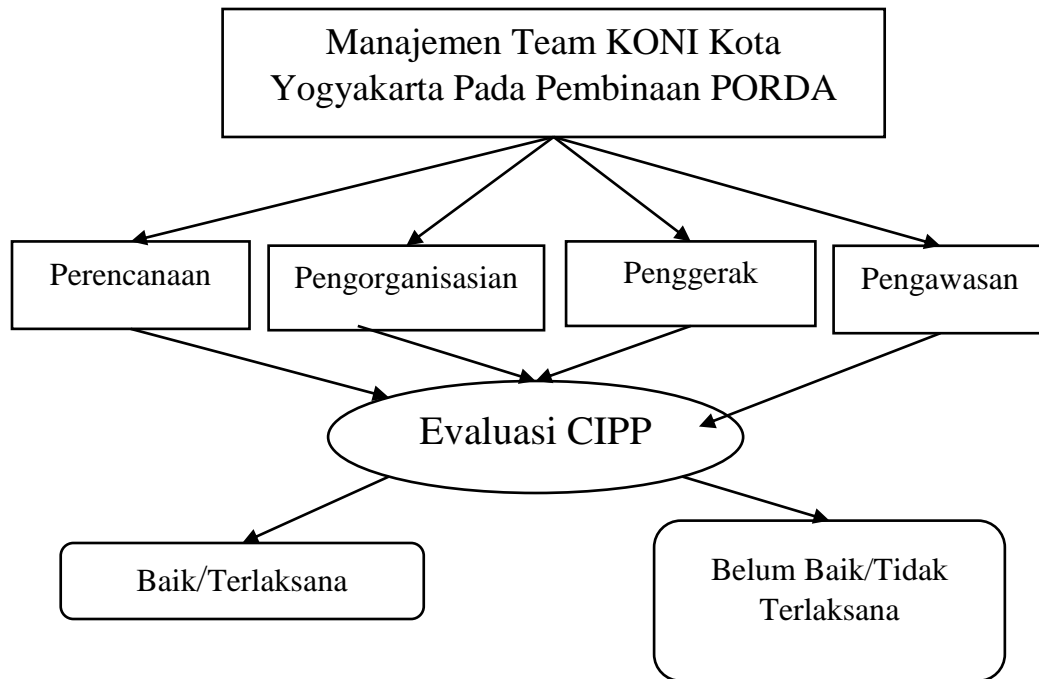 Manajemen Team KONI Kota
Yogyakarta Pada Pembinaan PORDA
Perencanaan
Pengorganisasian
Penggerak
Pengawasan
Evaluasi CIPP
Baik/Terlaksana
Belum Baik/Tidak
Terlaksana